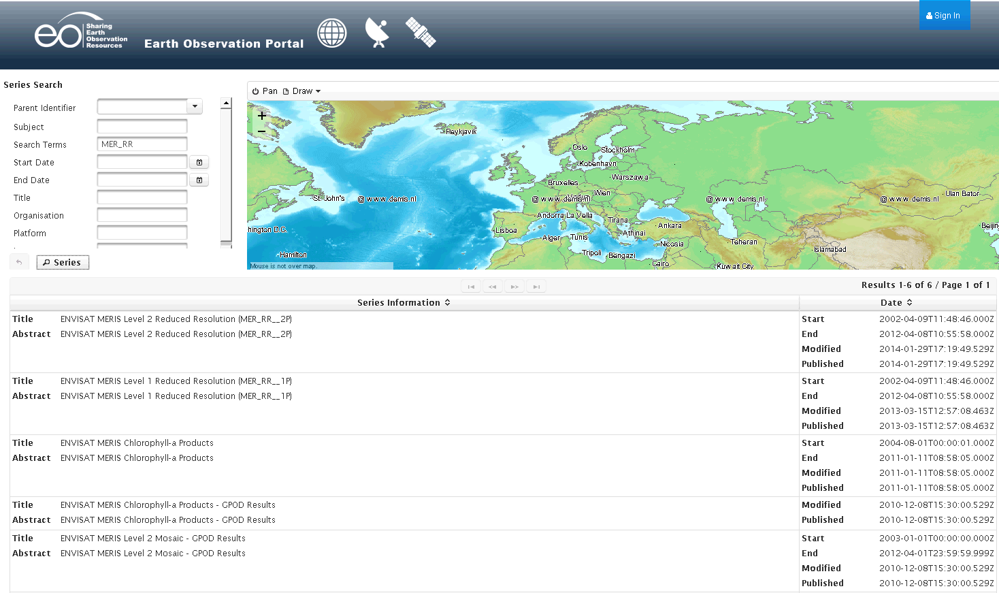 eo Sharing
Earth
Observation
Resources
Earth Observation Portal
Sign In
Series Search
Parent Identifier
Subject
Search Terms MER_RR
Start Date
End Date
Title
Organisation
Platform
Series
Pan Draw
+
−
Reykjavik
Oslo
Stockholm
Kobenhavn
Warszawa
Bruxelles
Wien
St. John's
@ www.demis.nl
@ www.demis.nl
@ www.demis.nl
@ www.demis.nl
Ulan Bator
Andorra La Vella
Tirana
Ankara
hington D.C.
Lisboa
Athinai
Beijin
Alger
Tunis
Nicosia
Teheran
Islamabad
Hamilton
Tripoli
Bengazi
Cairo
Kuwait City
Mouse is not over map.
Results 1-6 of 6 / Page 1 of 1
Series Information Date
Title ENVISAT MERIS Level 2 Reduced Resolution (MER_RR__2P) Start 2002-04-09T11:48:46.000Z
Abstract ENVISAT MERIS Level 2 Reduced Resolution (MER_RR__2P) End 2012-04-08T10:55:58.000Z
Modified 2014-01-29T17:19:49.529Z
Published 2014-01-29T17:19:49.529Z
Title ENVISAT MERIS Level 1 Reduced Resolution (MER_RR__1P) Start 2002-04-09T11:48:46.000Z
Abstract ENVISAT MERIS Level 1 Reduced Resolution (MER_RR__1P) End 2012-04-08T10:55:58.000Z
Modified 2013-03-15T12:57:08.463Z
Published 2013-03-15T12:57:08.463Z
Title ENVISAT MERIS Chlorophyll-a Products Start 2004-08-01T00:00:01.000Z
Abstract ENVISAT MERIS Chlorophyll-a Products End 2011-01-11T08:58:05.000Z
Modified 2011-01-11T08:58:05.000Z
Published 2011-01-11T08:58:05.000Z
Title ENVISAT MERIS Chlorophyll-a Products - GPOD Results Modified 2010-12-08T15:30:00.529Z
Abstract ENVISAT MERIS Chlorophyll-a Products - GPOD Results Published 2010-12-08T15:30:00.529Z
Title ENVISAT MERIS Level 2 Mosaic - GPOD Results Start 2003-01-01T00:00:00.000Z
Abstract ENVISAT MERIS Level 2 Mosaic - GPOD Results End 2012-04-01T23:59:59.999Z
Modified 2010-12-08T15:30:00.529Z
Published 2010-12-08T15:30:00.529Z